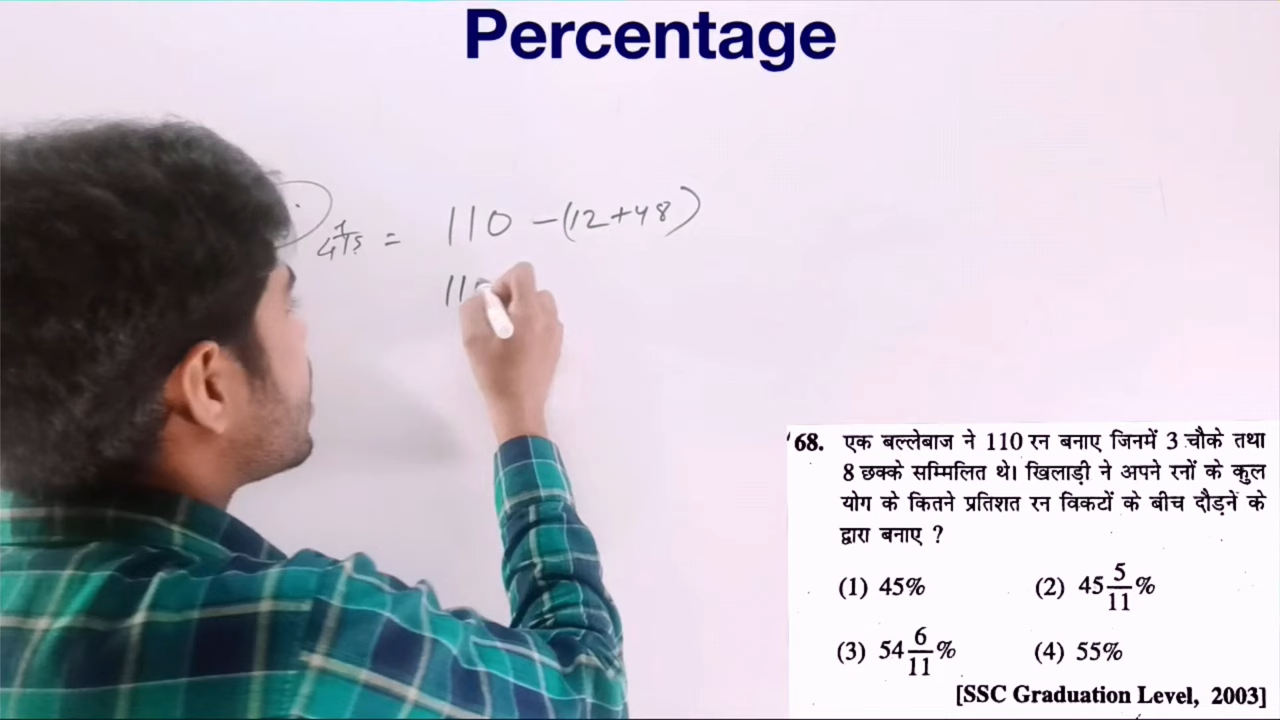 Percentage
= 110 - (12+48)
11
68. एक बल्लेबाज ने 110 रन बनाए जिनमें 3 चौके तथा
8 छक्के सम्मिलित थे। खिलाड़ी ने अपने रनों के कुल
योग के कितने प्रतिशत रन विकटों के बीच दौड़नें के
द्वारा बनाए ?
(1) 45% (2) 45 5/11 %
(3) 54 6/11 % (4) 55%
[SSC Graduation Level, 2003]